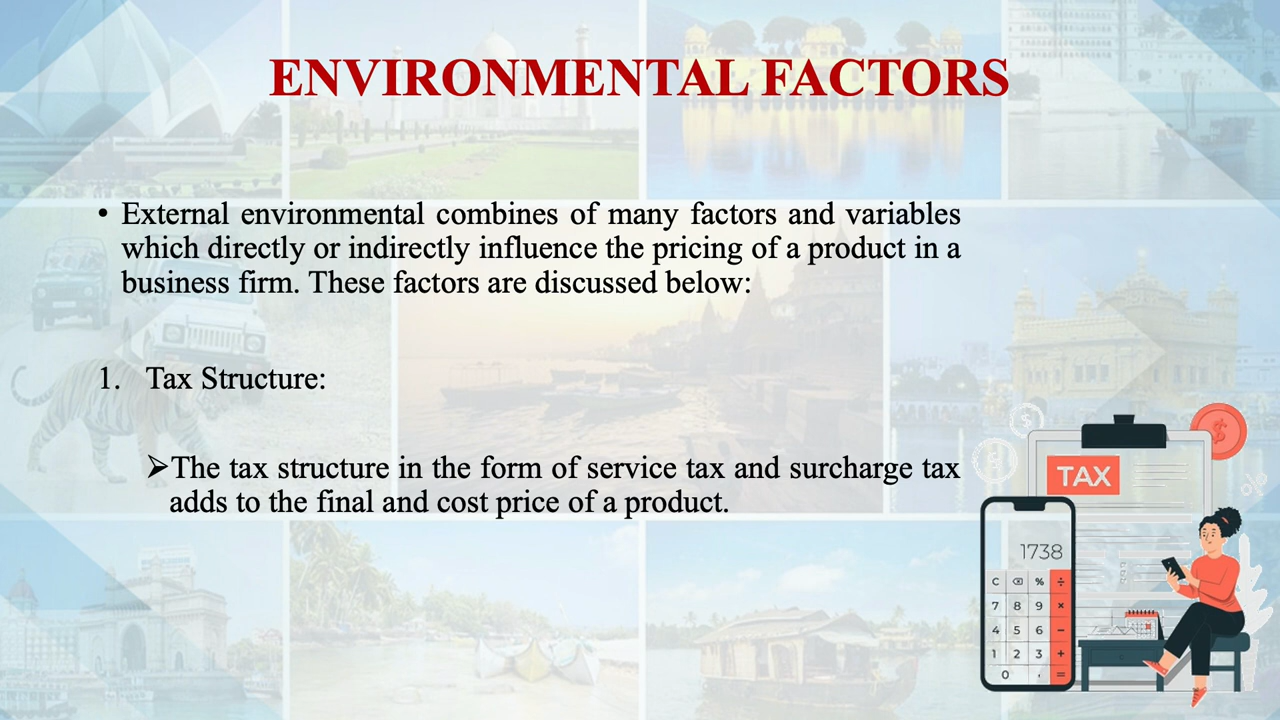 ENVIRONMENTAL FACTORS
• External environmental combines of many factors and variables
which directly or indirectly influence the pricing of a product in a
business firm. These factors are discussed below:
1. Tax Structure:
➢The tax structure in the form of service tax and surcharge tax
adds to the final and cost price of a product.
TAX
1738
C ⌫ % ÷
7 8 9 ×
4 5 6 −
1 2 3 +
0 . =